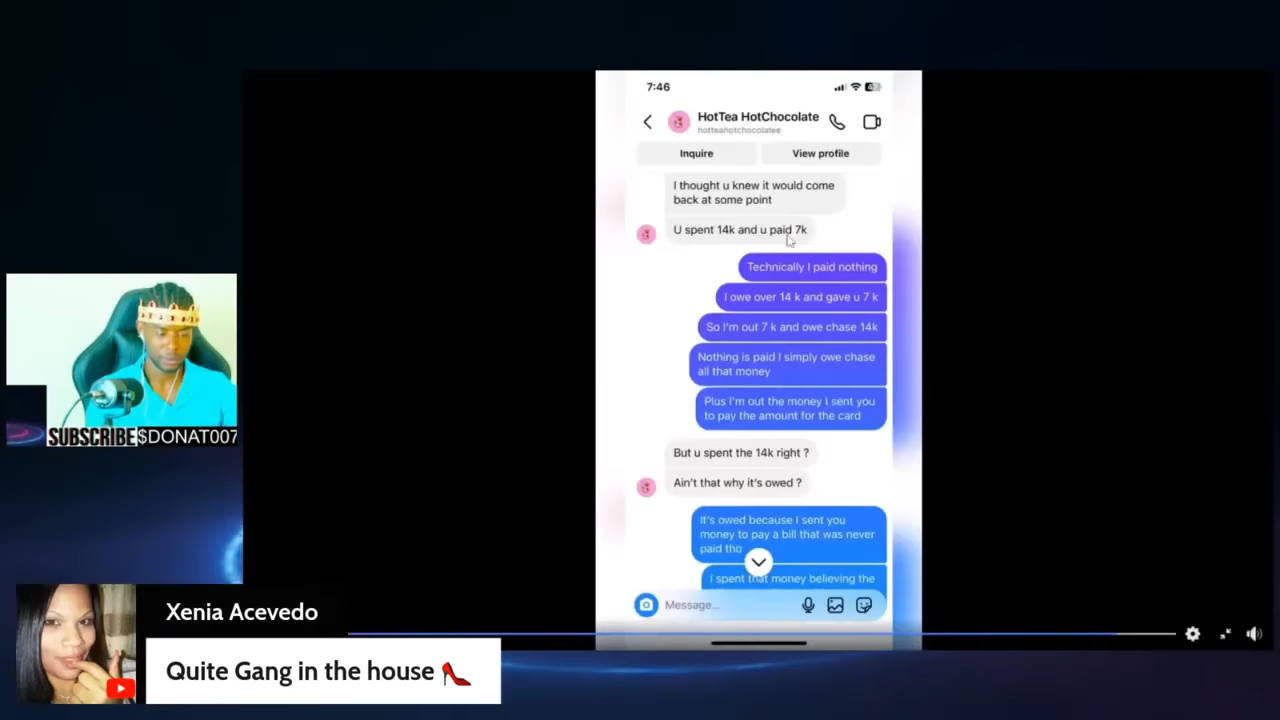 7:46
HotTea HotChocolate
hotteahotchocolatee
Inquire
View profile
I thought u knew it would come
back at some point
U spent 14k and u paid 7k
Technically I paid nothing
I owe over 14 k and gave u 7 k
So I'm out 7 k and owe chase 14k
Nothing is paid I simply owe chase
all that money
Plus I'm out the money I sent you
to pay the amount for the card
But u spent the 14k right ?
Ain't that why it's owed ?
It's owed because I sent you
money to pay a bill that was never
paid tho
I spent that money believing the
Message...
SUBSCRIBE $DONAT007
Xenia Acevedo
Quite Gang in the house 👠